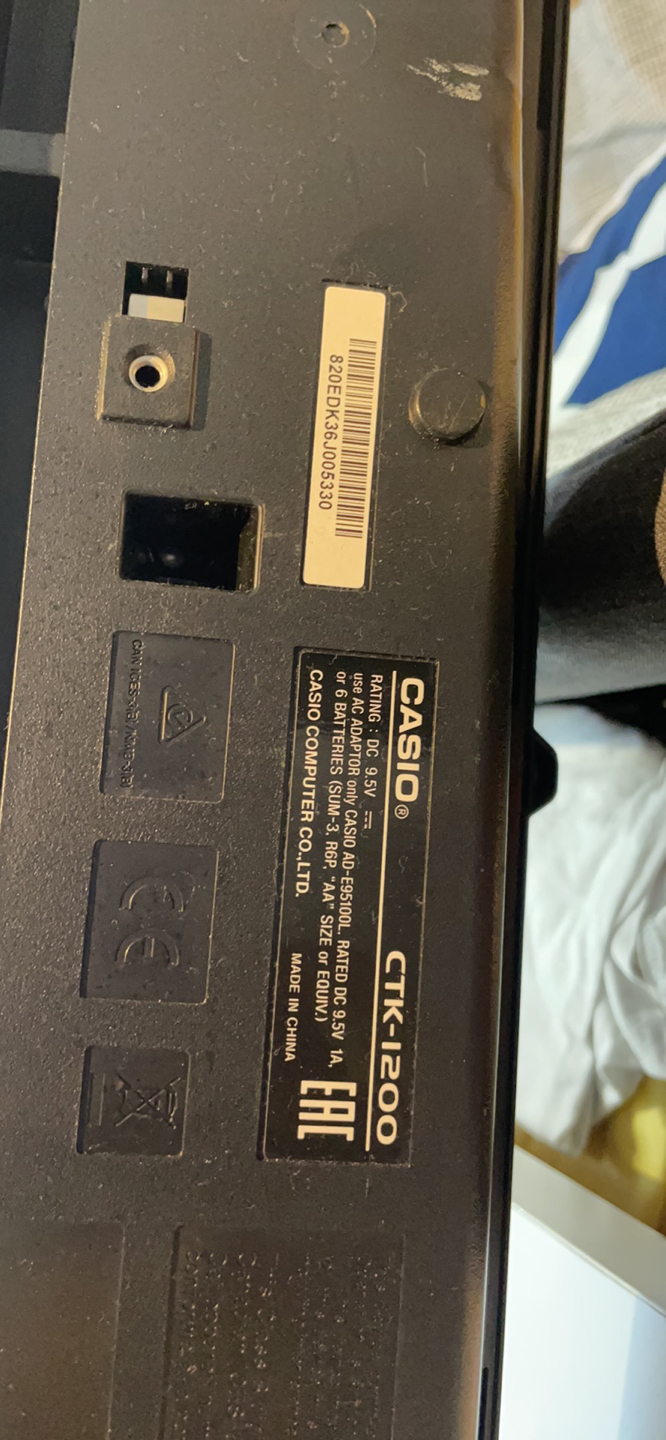 820EDK36J005330
CASIO® CTK-1200
RATING : DC 9.5V ⎓
use AC ADAPTOR only CASIO AD-E95100L, RATED DC 9.5V 1A,
or 6 BATTERIES (SUM-3, R6P, "AA" SIZE or EQUIV.)
CASIO COMPUTER CO.,LTD. MADE IN CHINA
EAC
CE